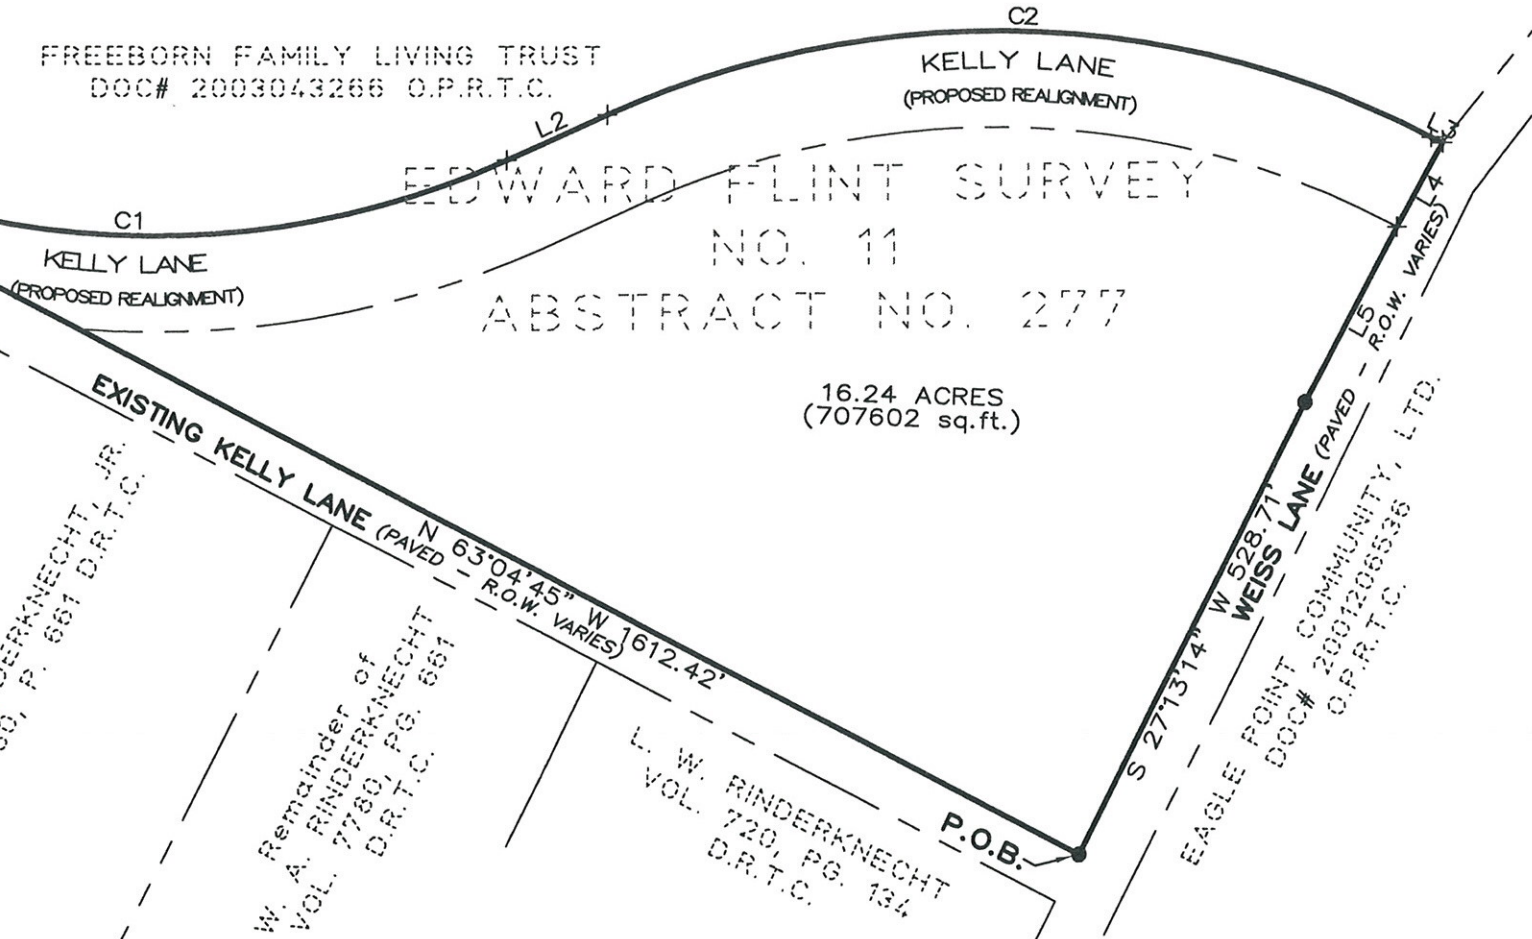 C2
FREEBORN FAMILY LIVING TRUST
DOC# 2003043266 O.P.R.T.C.
KELLY LANE
(PROPOSED REALIGNMENT)
L2
L3
EDWARD FLINT SURVEY
NO. 11
ABSTRACT NO. 277
L4
C1
KELLY LANE
(PROPOSED REALIGNMENT)
L5
16.24 ACRES
(707602 sq.ft.)
EXISTING KELLY LANE (PAVED - R.O.W. VARIES)
N 63°04'45" W 1612.42'
S 27°13'14" W 528.71'
WEISS LANE (PAVED - R.O.W. VARIES)
EAGLE POINT COMMUNITY, LTD.
DOC# 2001206536
O.P.R.T.C.
JR.
P. 661 D.R.T.C.
Remainder of
W. A. RINDERKNECHT
VOL. 7780, PG. 661
D.R.T.C.
L. W. RINDERKNECHT
VOL. 720, PG. 134
D.R.T.C.
P.O.B.